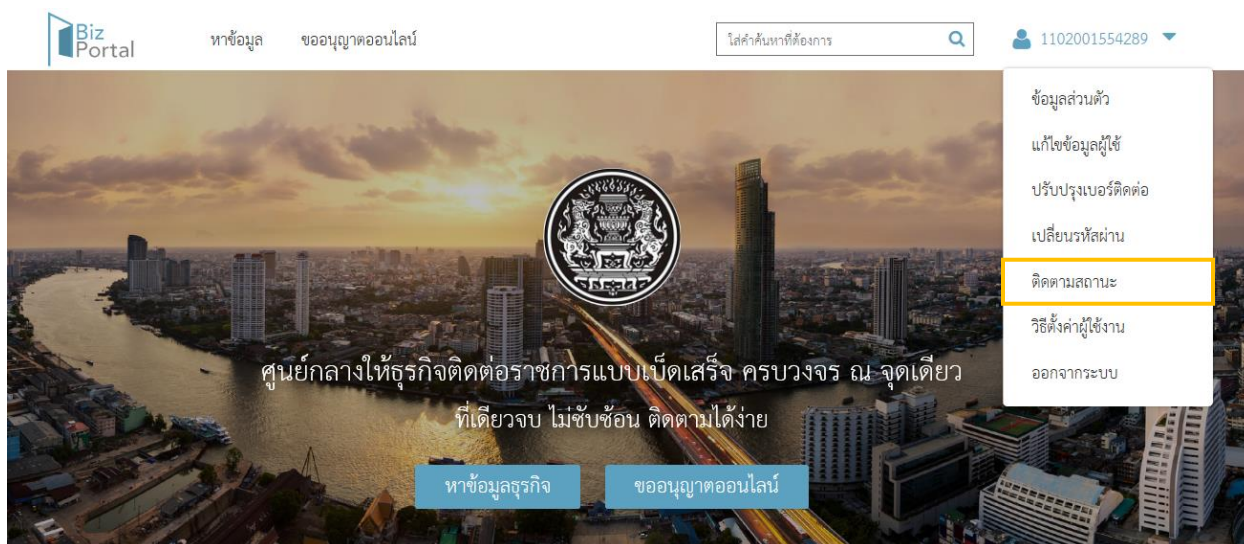 Biz
Portal
หาข้อมูล
ขออนุญาตออนไลน์
ใส่คำค้นหาที่ต้องการ
1102001554289
ข้อมูลส่วนตัว
แก้ไขข้อมูลผู้ใช้
ปรับปรุงเบอร์ติดต่อ
เปลี่ยนรหัสผ่าน
ติดตามสถานะ
วิธีตั้งค่าผู้ใช้งาน
ออกจากระบบ
ศูนย์กลางให้ธุรกิจติดต่อราชการแบบเบ็ดเสร็จ ครบวงจร ณ จุดเดียว
ที่เดียวจบ ไม่ซับซ้อน ติดตามได้ง่าย
หาข้อมูลธุรกิจ
ขออนุญาตออนไลน์